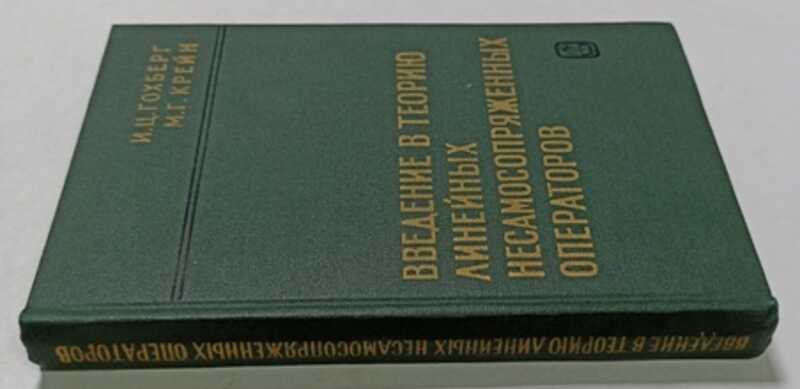 И.Ц. ГОХБЕРГ
М.Г. КРЕЙН
ВВЕДЕНИЕ В ТЕОРИЮ
ЛИНЕЙНЫХ
НЕСАМОСОПРЯЖЕННЫХ
ОПЕРАТОРОВ
ВВЕДЕНИЕ В ТЕОРИЮ ЛИНЕЙНЫХ НЕСАМОСОПРЯЖЕННЫХ ОПЕРАТОРОВ